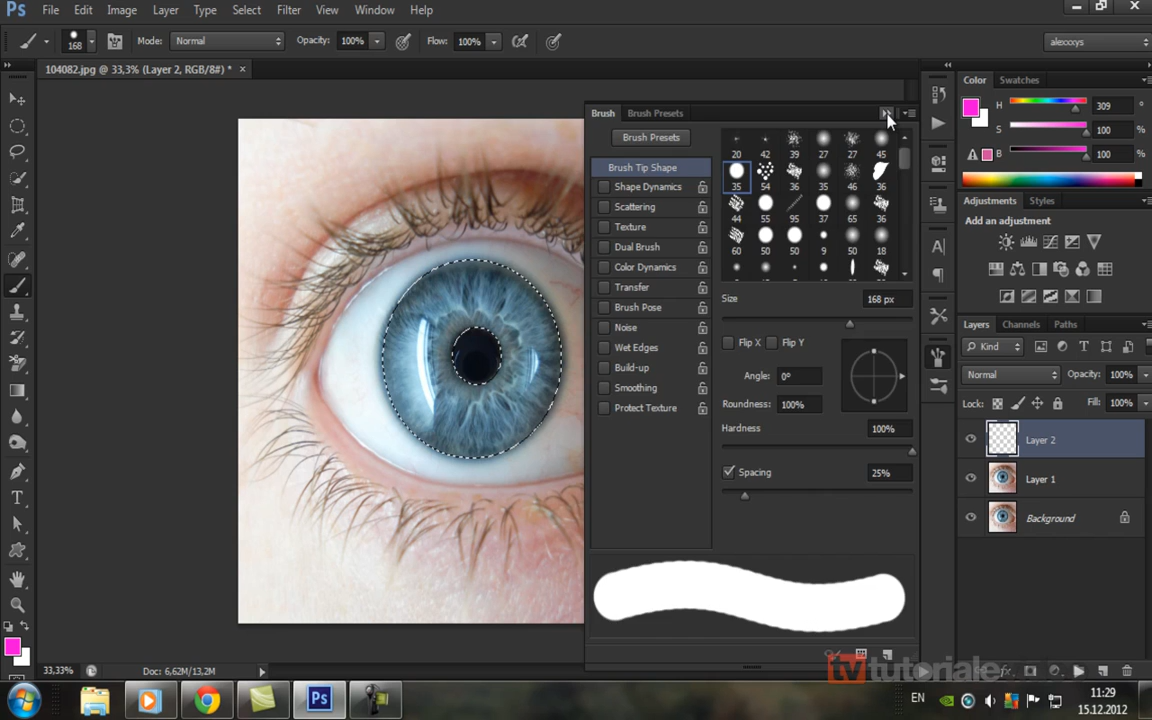 Ps File Edit Image Layer Type Select Filter View Window Help
168 Mode: Normal Opacity: 100% Flow: 100% alexxxys
104082.jpg @ 33,3% (Layer 2, RGB/8#) * ×
Brush Brush Presets
Brush Presets
Brush Tip Shape
Shape Dynamics
Scattering
Texture
Dual Brush
Color Dynamics
Transfer
Brush Pose
Noise
Wet Edges
Build-up
Smoothing
Protect Texture
20 42 39 27 27 45
35 54 36 35 46 36
44 55 95 37 65 36
60 50 50 9 50 18
Size 168 px
Flip X Flip Y
Angle: 0°
Roundness: 100%
Hardness 100%
Spacing 25%
Color Swatches
H 309 °
S 100 %
B 100 %
Adjustments Styles
Add an adjustment
Layers Channels Paths
Kind
Normal Opacity: 100%
Lock: Fill: 100%
Layer 2
Layer 1
Background
33,33% Doc: 6,62M/13,2M
tvtutoriale
Ps EN 11:29
15.12.2012